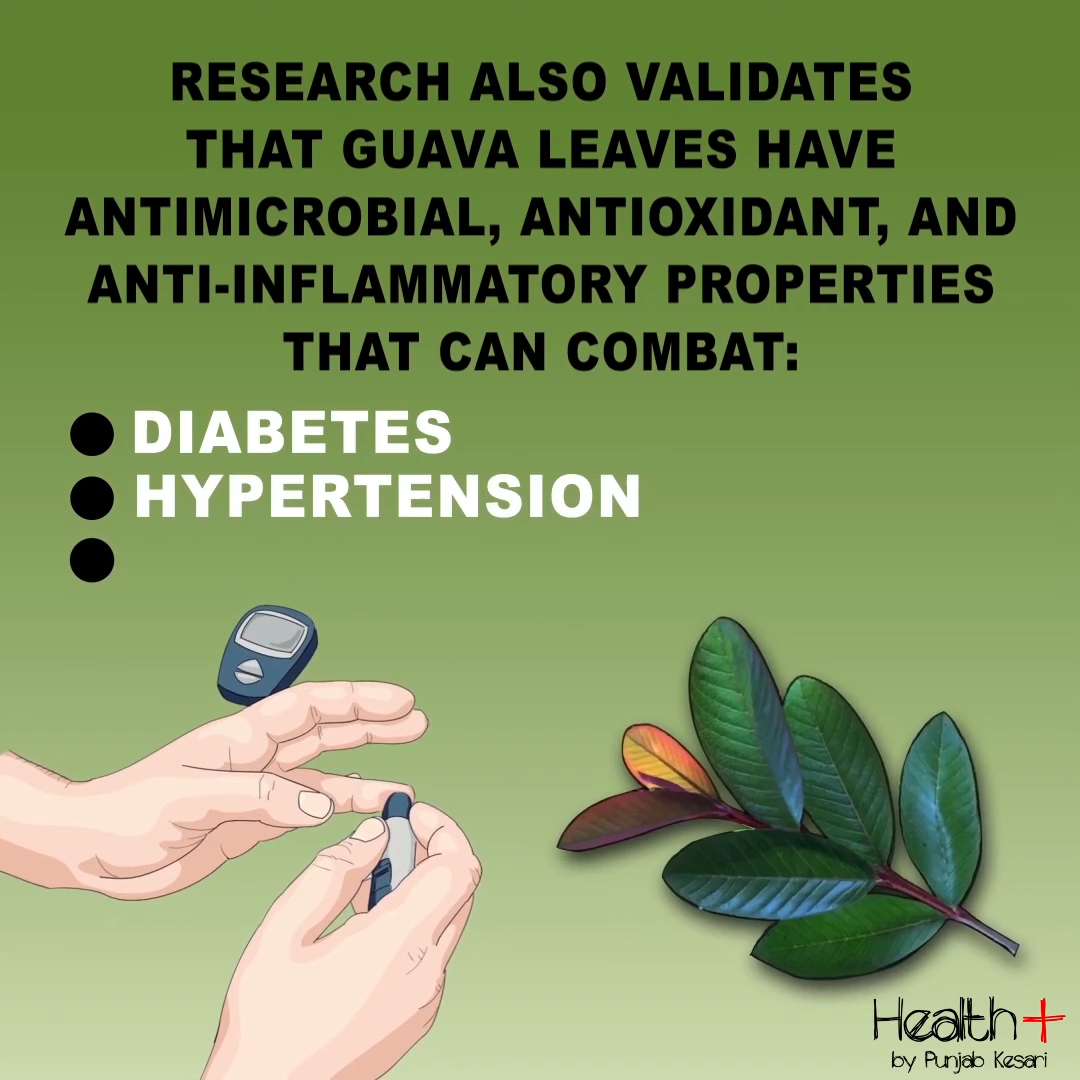 RESEARCH ALSO VALIDATES
THAT GUAVA LEAVES HAVE
ANTIMICROBIAL, ANTIOXIDANT, AND
ANTI-INFLAMMATORY PROPERTIES
THAT CAN COMBAT:
● DIABETES
● HYPERTENSION
●
Health+
by Punjab Kesari